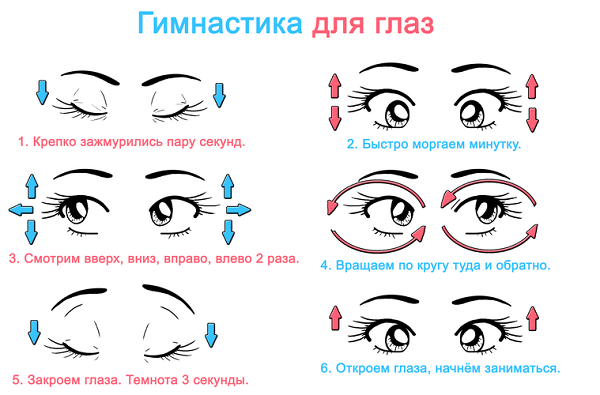 Гимнастика для глаз
1. Крепко зажмурились пару секунд.
2. Быстро моргаем минутку.
3. Смотрим вверх, вниз, вправо, влево 2 раза.
4. Вращаем по кругу туда и обратно.
5. Закроем глаза. Темнота 3 секунды.
6. Откроем глаза, начнём заниматься.